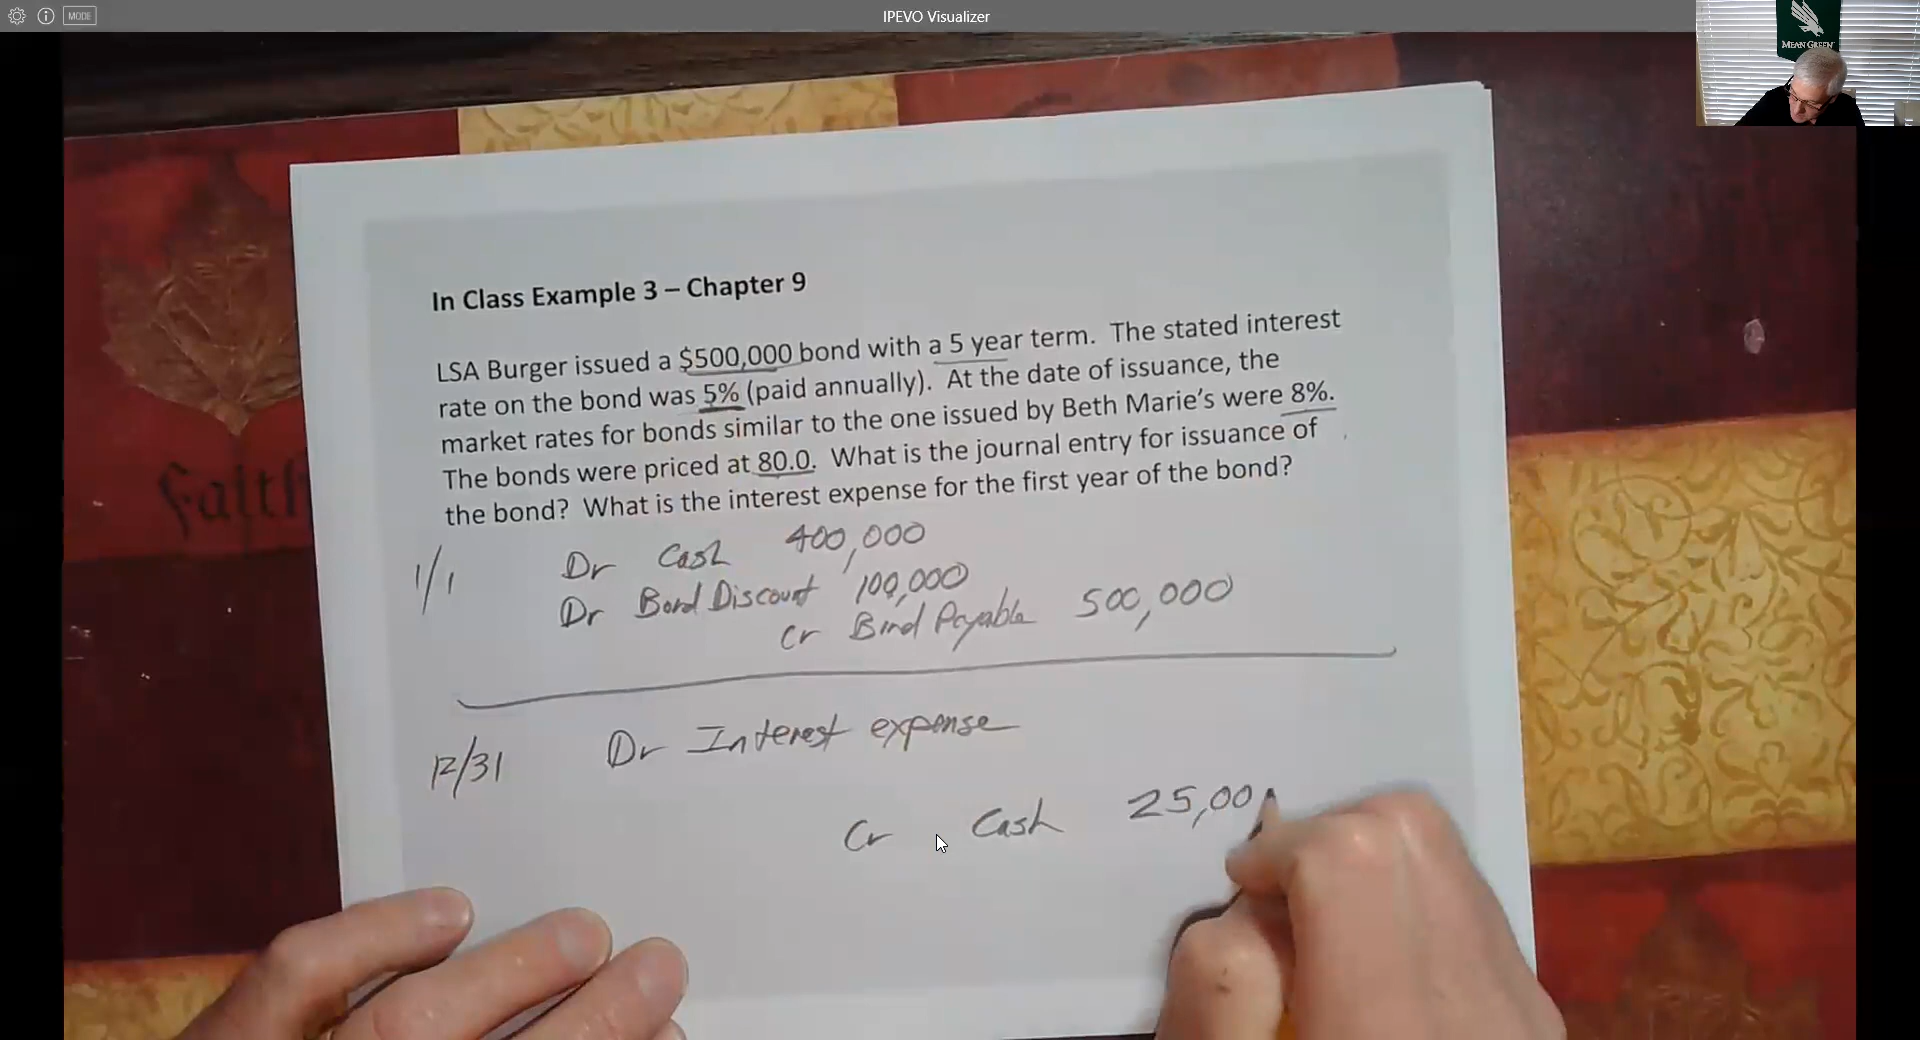 MODE
IPEVO Visualizer
MEAN GREEN
In Class Example 3 – Chapter 9
LSA Burger issued a $500,000 bond with a 5 year term. The stated interest
rate on the bond was 5% (paid annually). At the date of issuance, the
market rates for bonds similar to the one issued by Beth Marie's were 8%.
The bonds were priced at 80.0. What is the journal entry for issuance of
the bond? What is the interest expense for the first year of the bond?
Faith
1/1 Dr Cash 400,000
Dr Bond Discount 100,000
Cr Bond Payable 500,000
12/31 Dr Interest expense
Cr Cash 25,00